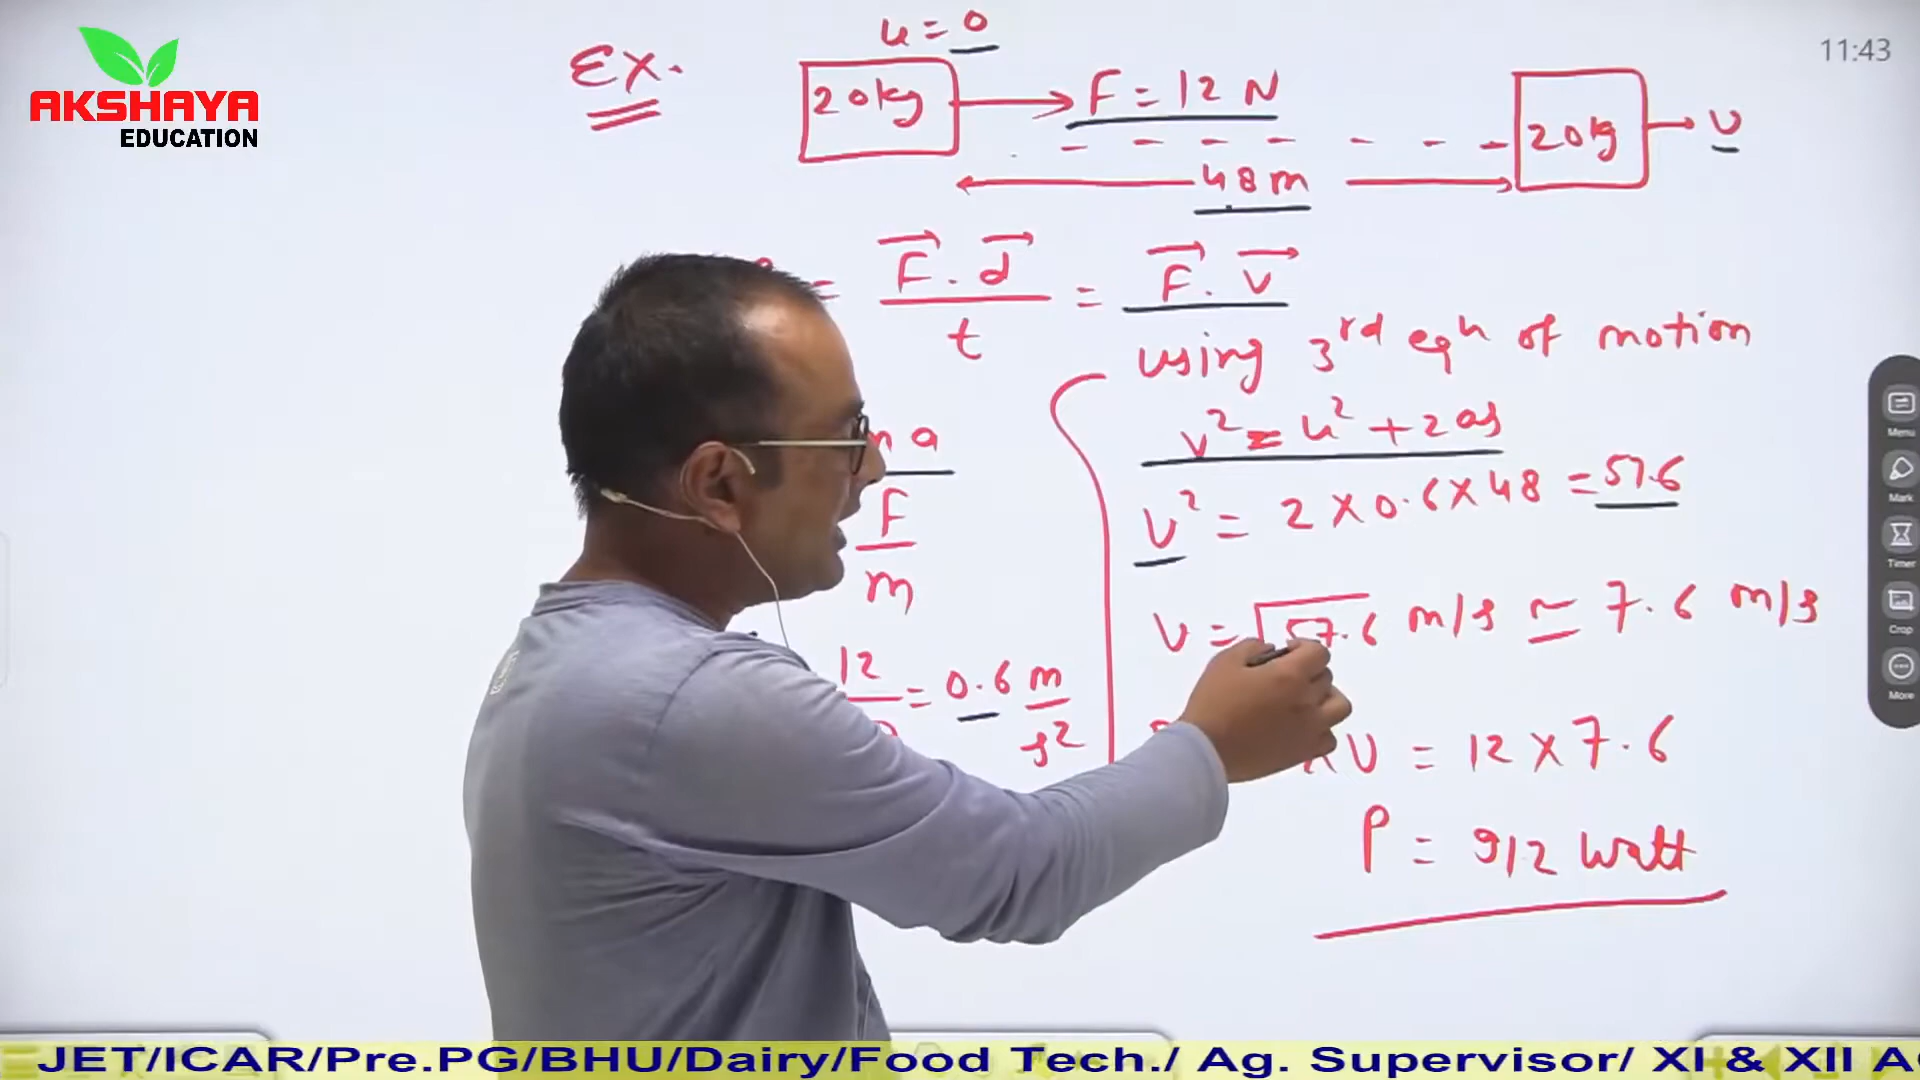 AKSHAYA
EDUCATION
11:43
Ex.
u = 0
20kg
F = 12 N
48 m
20kg
v
= F . d / t = F . v
using 3rd eqn of motion
v² = u² + 2as
v² = 2 x 0.6 x 48 = 57.6
v = √57.6 m/s ≃ 7.6 m/s
a
F
m
12 = 0.6 m/s²
x v = 12 x 7.6
P = 912 watt
Menu
Mark
Timer
Crop
More
JET/ICAR/Pre.PG/BHU/Dairy/Food Tech./ Ag. Supervisor/ XI & XII